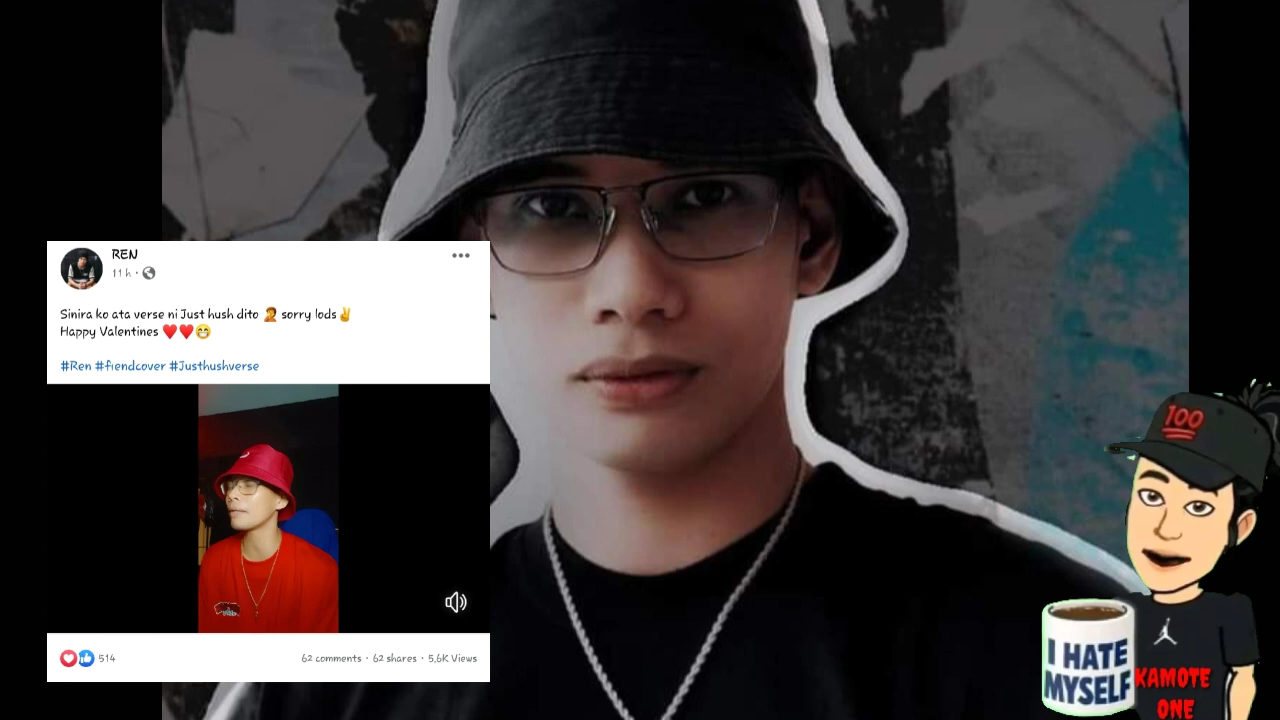 REN
11 h
Sinira ko ata verse ni Just hush dito 🤦 sorry lods✌️
Happy Valentines ❤️❤️😁
#Ren #fiendcover #Justhushverse
514
62 comments · 62 shares · 5,6K Views
100
I HATE
MYSELF
KAMOTE
ONE